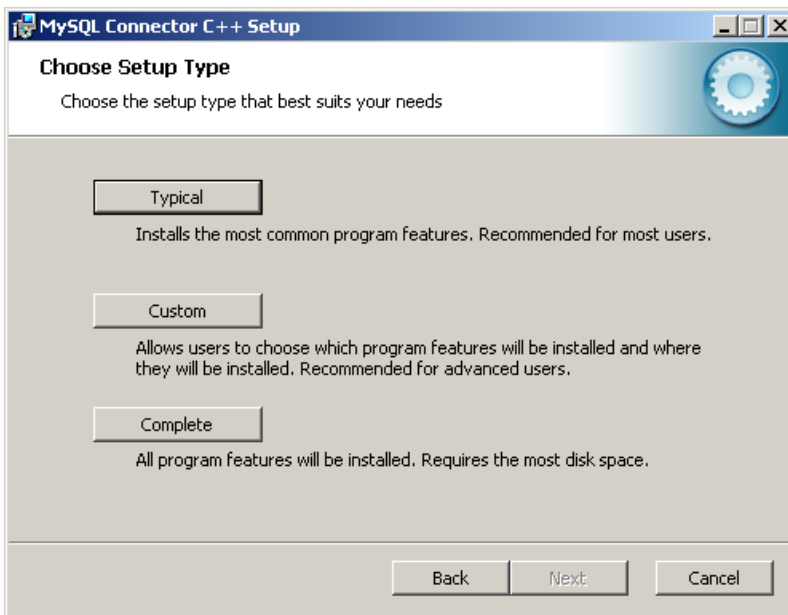 MySQL Connector C++ Setup
Choose Setup Type
Choose the setup type that best suits your needs
Typical
Installs the most common program features. Recommended for most users.
Custom
Allows users to choose which program features will be installed and where
they will be installed. Recommended for advanced users.
Complete
All program features will be installed. Requires the most disk space.
Back Next Cancel